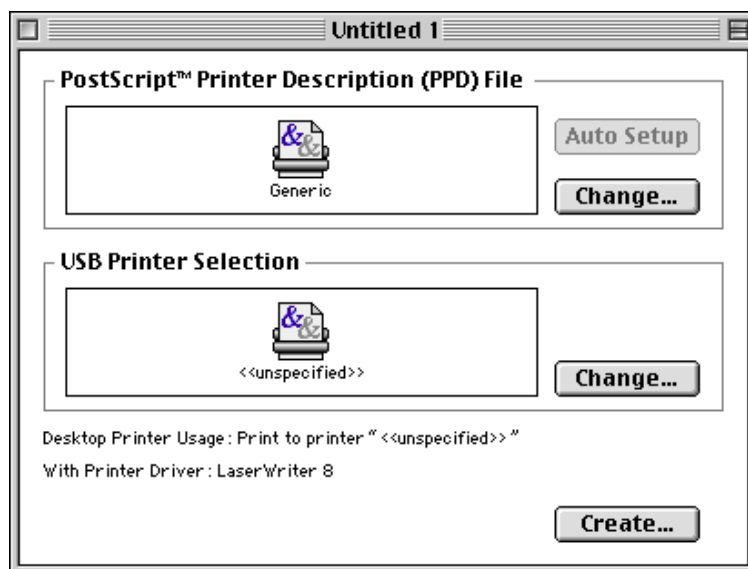 Untitled 1
PostScript™ Printer Description (PPD) File
&&
Generic
Auto Setup
Change...
USB Printer Selection
&&
<<unspecified>>
Change...
Desktop Printer Usage : Print to printer “ <<unspecified>> ”
With Printer Driver : LaserWriter 8
Create...